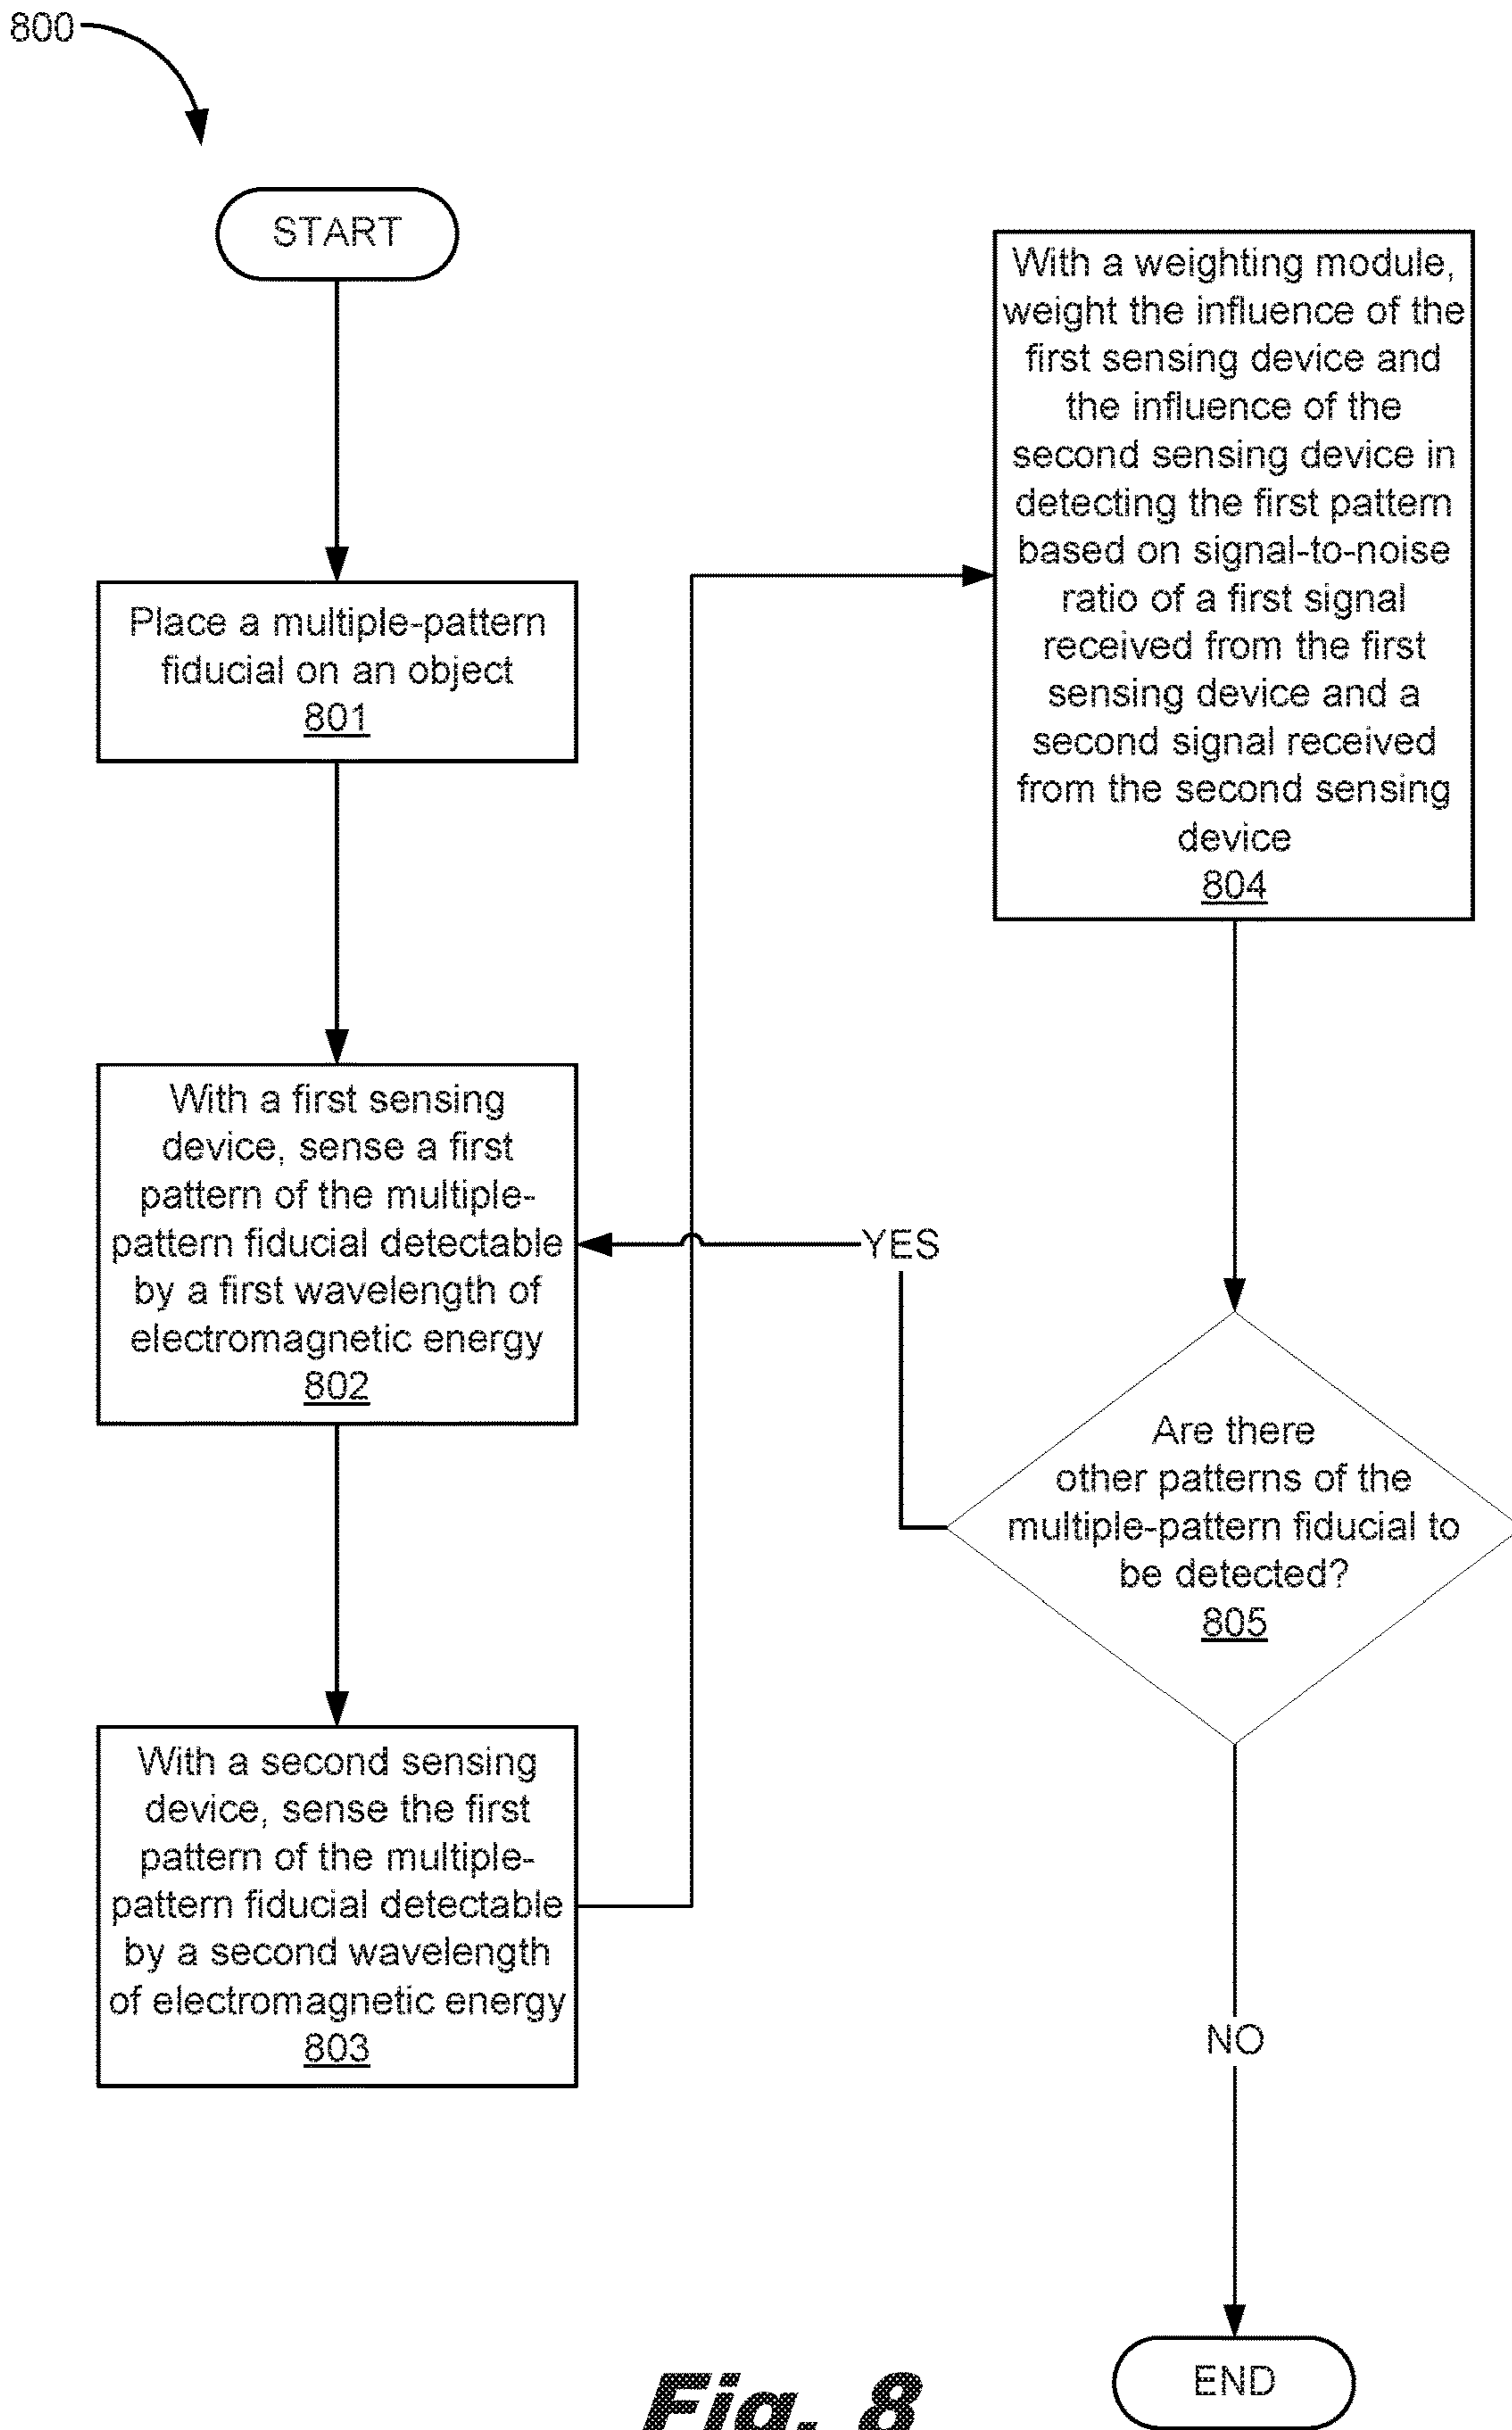 800
START
Place a multiple-pattern
fiducial on an object
801
With a first sensing
device, sense a first
pattern of the multiple-
pattern fiducial detectable
by a first wavelength of
electromagnetic energy
802
With a second sensing
device, sense the first
pattern of the multiple-
pattern fiducial detectable
by a second wavelength
of electromagnetic energy
803
With a weighting module,
weight the influence of the
first sensing device and
the influence of the
second sensing device in
detecting the first pattern
based on signal-to-noise
ratio of a first signal
received from the first
sensing device and a
second signal received
from the second sensing
device
804
YES
Are there
other patterns of the
multiple-pattern fiducial to
be detected?
805
NO
END
Fig. 8